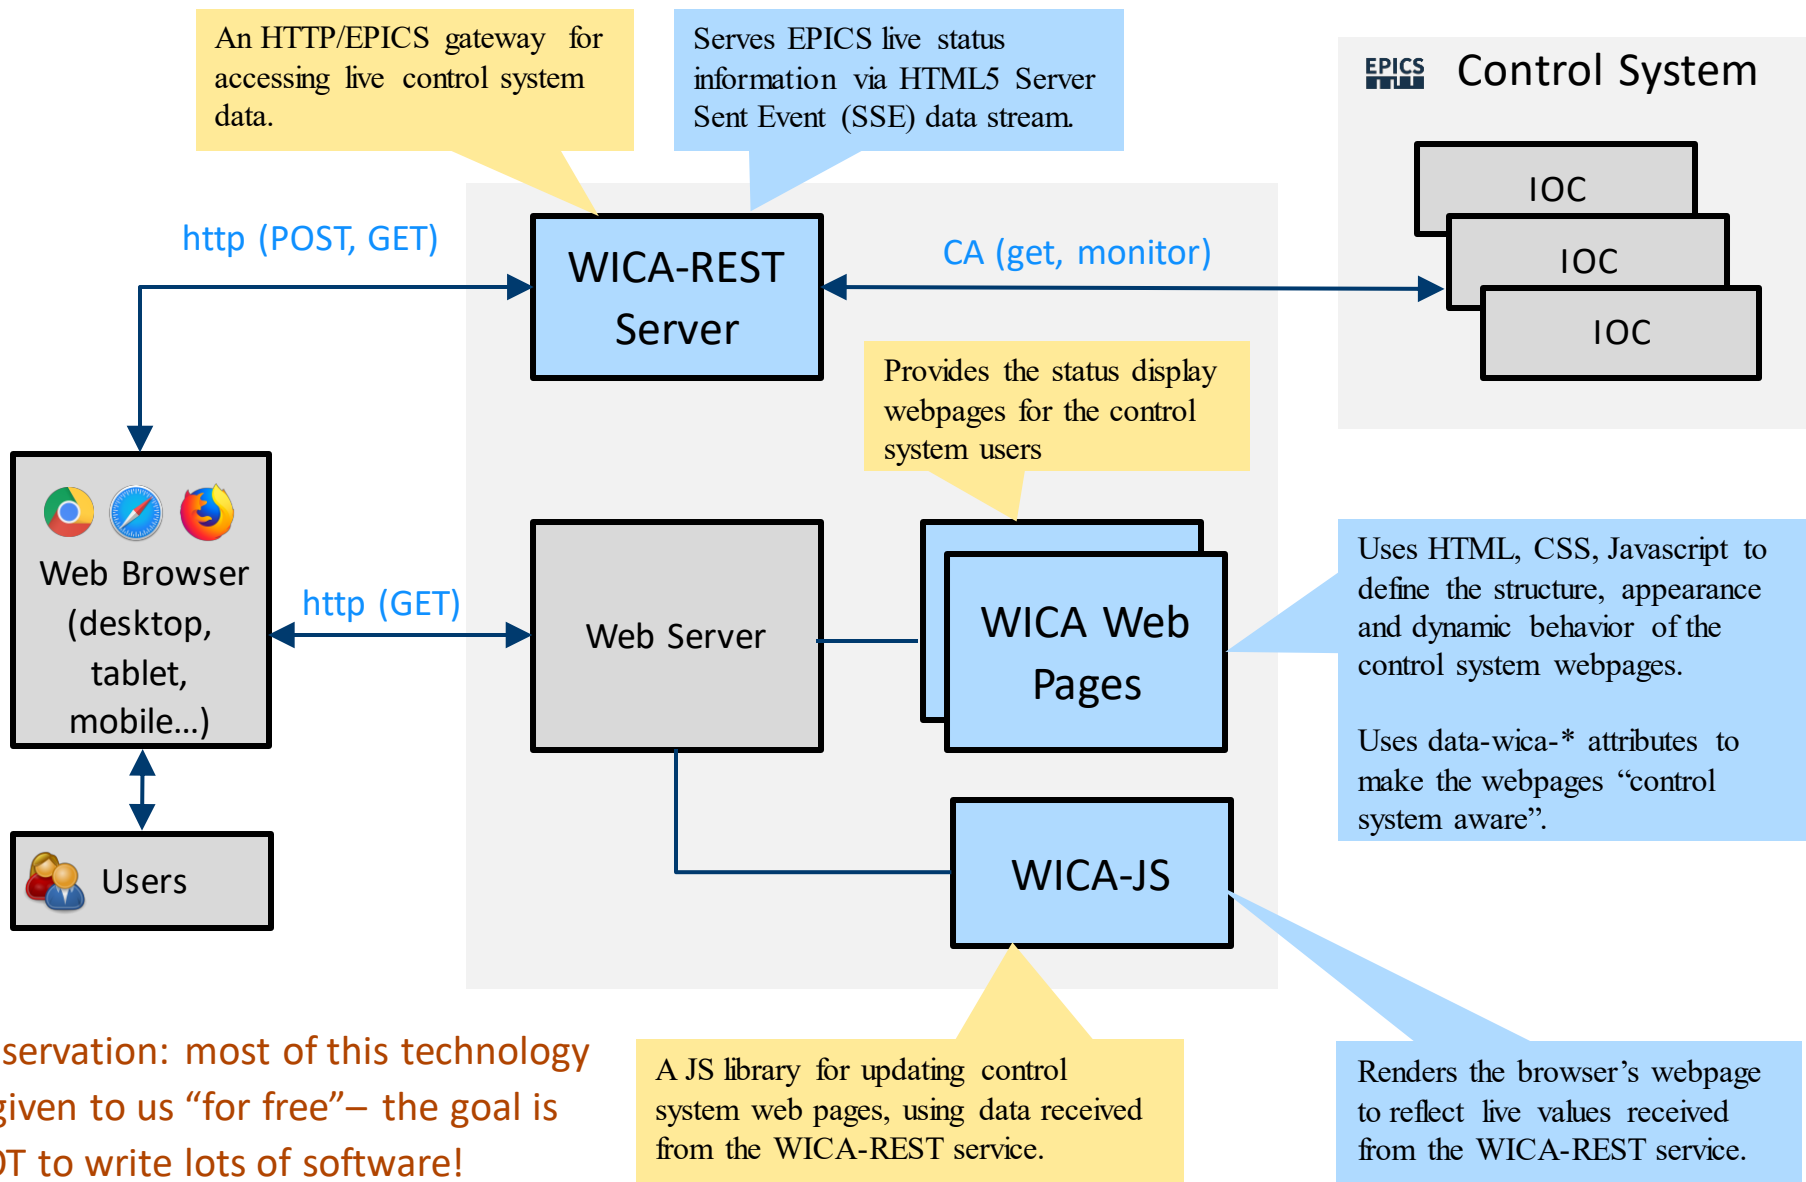 An HTTP/EPICS gateway for
accessing live control system
data.
Serves EPICS live status
information via HTML5 Server
Sent Event (SSE) data stream.
EPICS
Control System
IOC
IOC
IOC
http (POST, GET)
WICA-REST
Server
CA (get, monitor)
Provides the status display
webpages for the control
system users
Web Browser
(desktop,
tablet,
mobile...)
http (GET)
Web Server
WICA Web
Pages
Uses HTML, CSS, Javascript to
define the structure, appearance
and dynamic behavior of the
control system webpages.
Uses data-wica-* attributes to
make the webpages “control
system aware”.
Users
WICA-JS
servation: most of this technology
given to us “for free”– the goal is
OT to write lots of software!
A JS library for updating control
system web pages, using data received
from the WICA-REST service.
Renders the browser’s webpage
to reflect live values received
from the WICA-REST service.